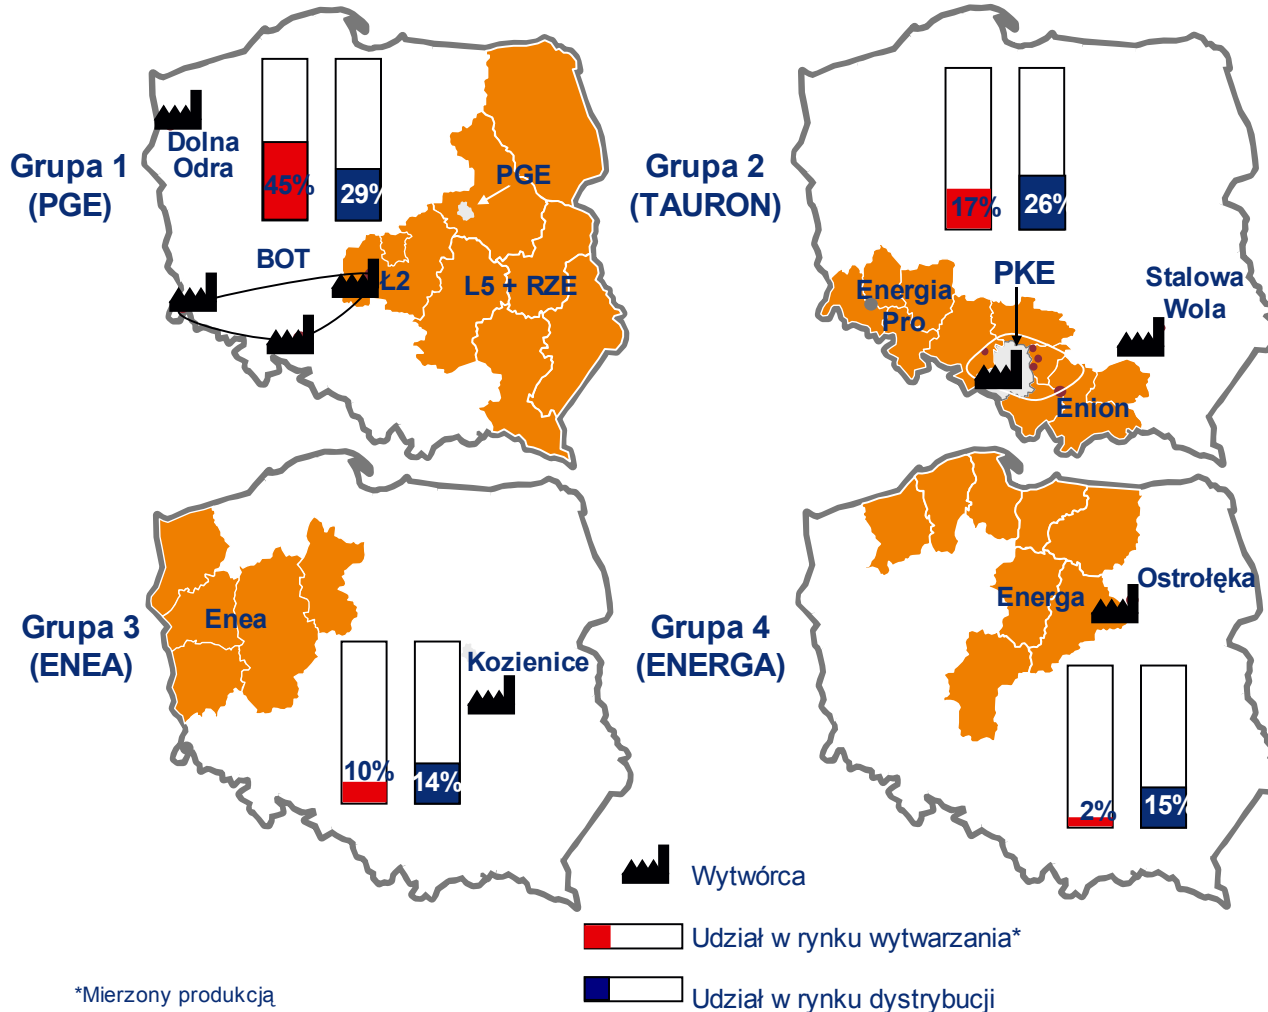 Grupa 1
(PGE)
Dolna
Odra
45%
29%
PGE
BOT
Ł2
L5 + RZE
Grupa 2
(TAURON)
17%
26%
Energia
Pro
PKE
Stalowa
Wola
Enion
Grupa 3
(ENEA)
Enea
10%
14%
Kozienice
Grupa 4
(ENERGA)
Energa
Ostrołęka
2%
15%
Wytwórca
Udział w rynku wytwarzania*
Udział w rynku dystrybucji
*Mierzony produkcją